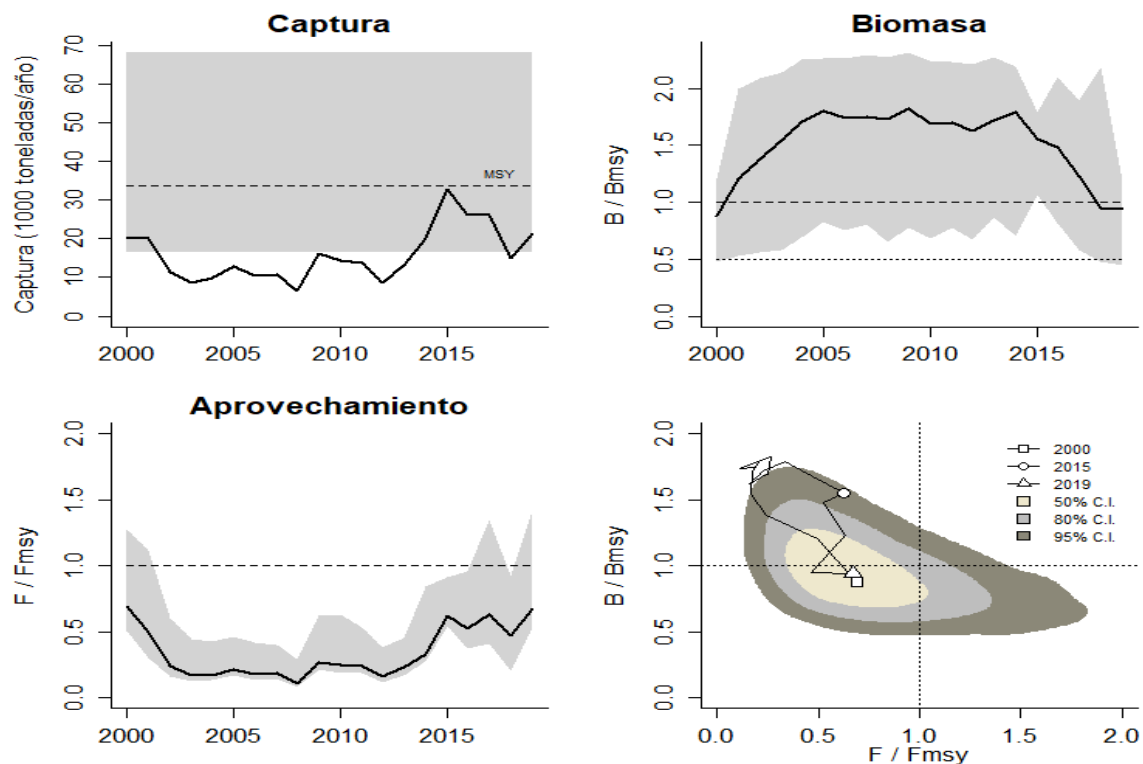 Captura
Captura (1000 toneladas/año)
0 10 20 30 40 50 60 70
MSY
2000 2005 2010 2015
Biomasa
B / Bmsy
0.0 0.5 1.0 1.5 2.0
2000 2005 2010 2015
Aprovechamiento
F / Fmsy
0.0 0.5 1.0 1.5 2.0
2000 2005 2010 2015
B / Bmsy
0.0 0.5 1.0 1.5 2.0
2000
2015
2019
50% C.I.
80% C.I.
95% C.I.
0.0 0.5 1.0 1.5 2.0
F / Fmsy